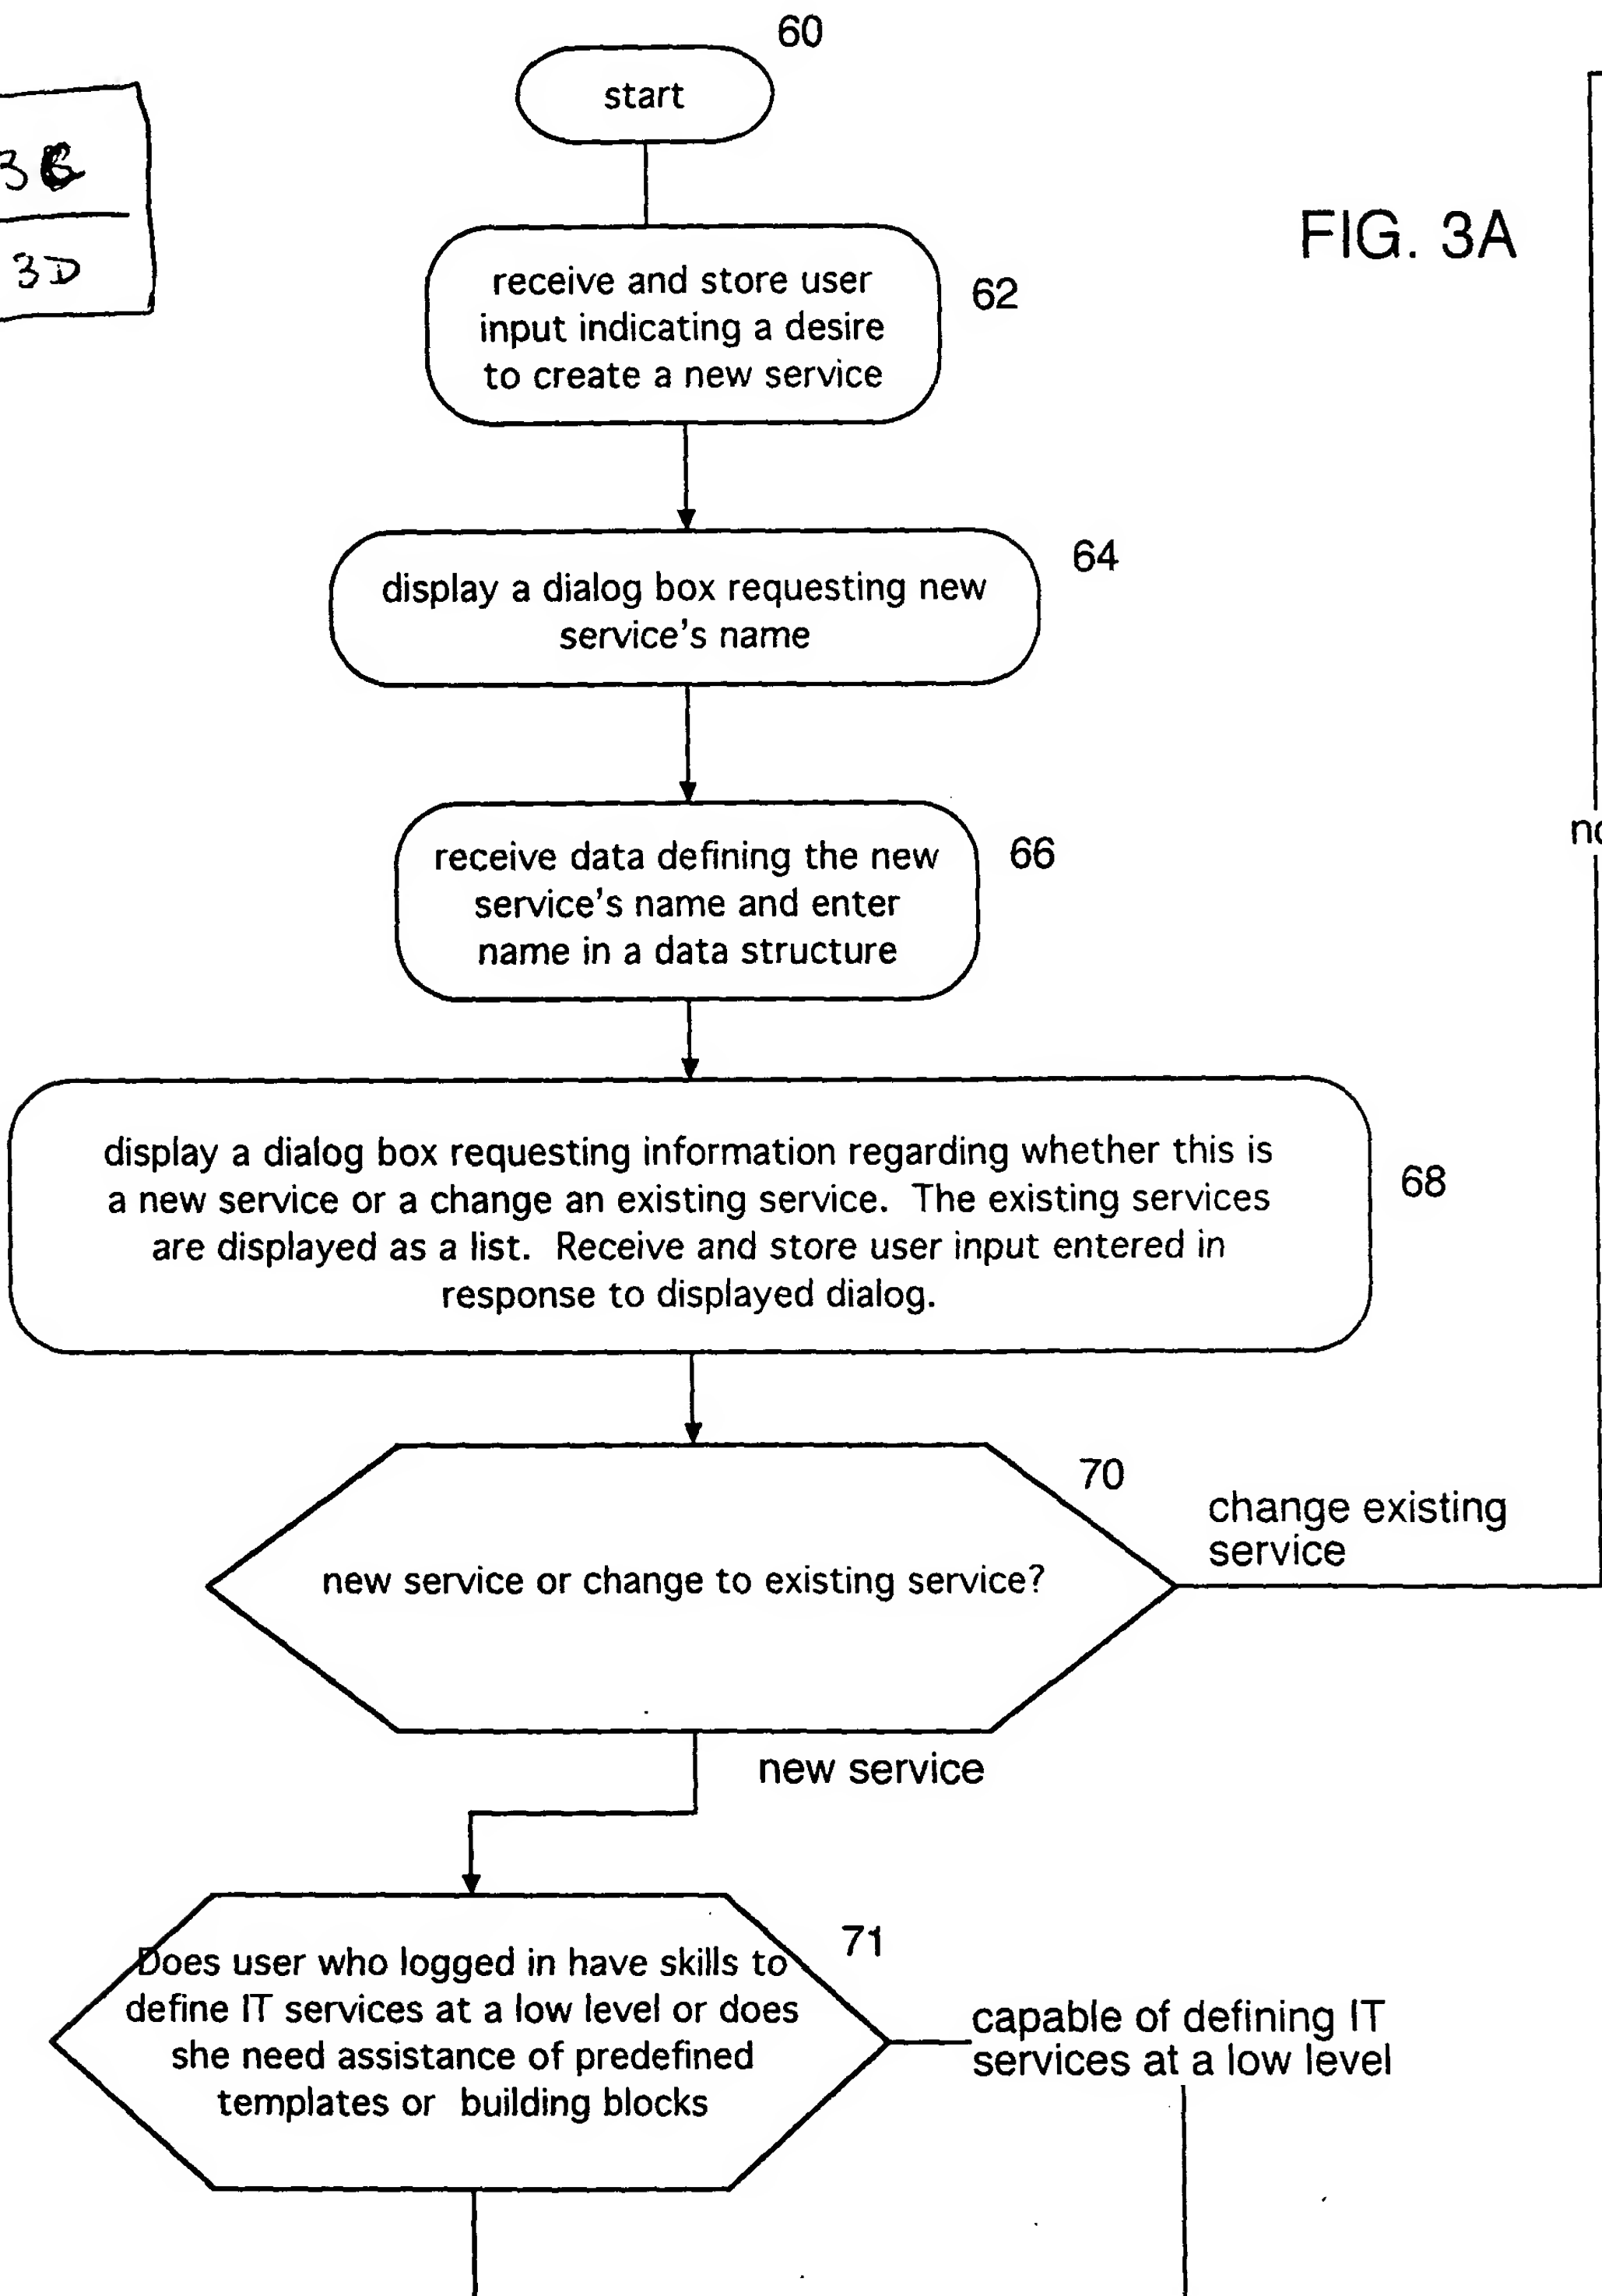 60
start
3D
FIG. 3A
receive and store user
input indicating a desire
to create a new service
62
64
display a dialog box requesting new
service's name
receive data defining the new
service's name and enter
name in a data structure
66
display a dialog box requesting information regarding whether this is
a new service or a change an existing service. The existing services
are displayed as a list. Receive and store user input entered in
response to displayed dialog.
68
70
change existing
service
new service or change to existing service?
new service
71
Does user who logged in have skills to
define IT services at a low level or does
she need assistance of predefined
templates or building blocks
capable of defining IT
services at a low level